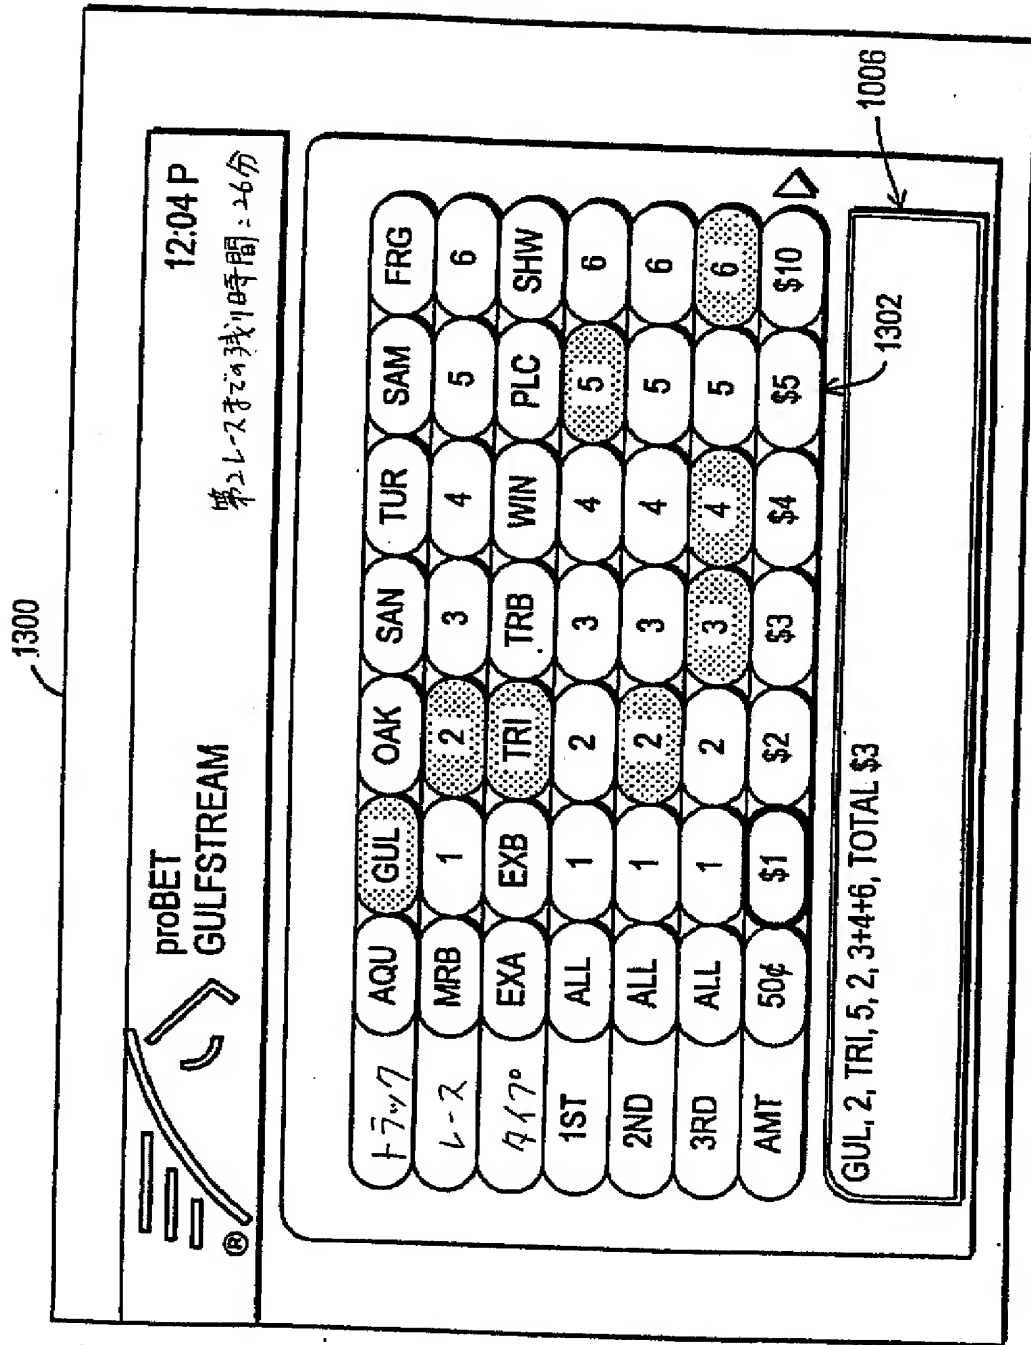 1300
proBET
GULFSTREAM
12:04 P
第2レースまでの残り時間:26分
®
トラック AQU GUL OAK SAN TUR SAM FRG
レース MRB 1 2 3 4 5 6
タイプ EXA EXB TRI TRB WIN PLC SHW
1ST ALL 1 2 3 4 5 6
2ND ALL 1 2 3 4 5 6
3RD ALL 1 2 3 4 5 6
AMT 50¢ $1 $2 $3 $4 $5 $10
GUL, 2, TRI, 5, 2, 3+4+6, TOTAL $3
1302
1006